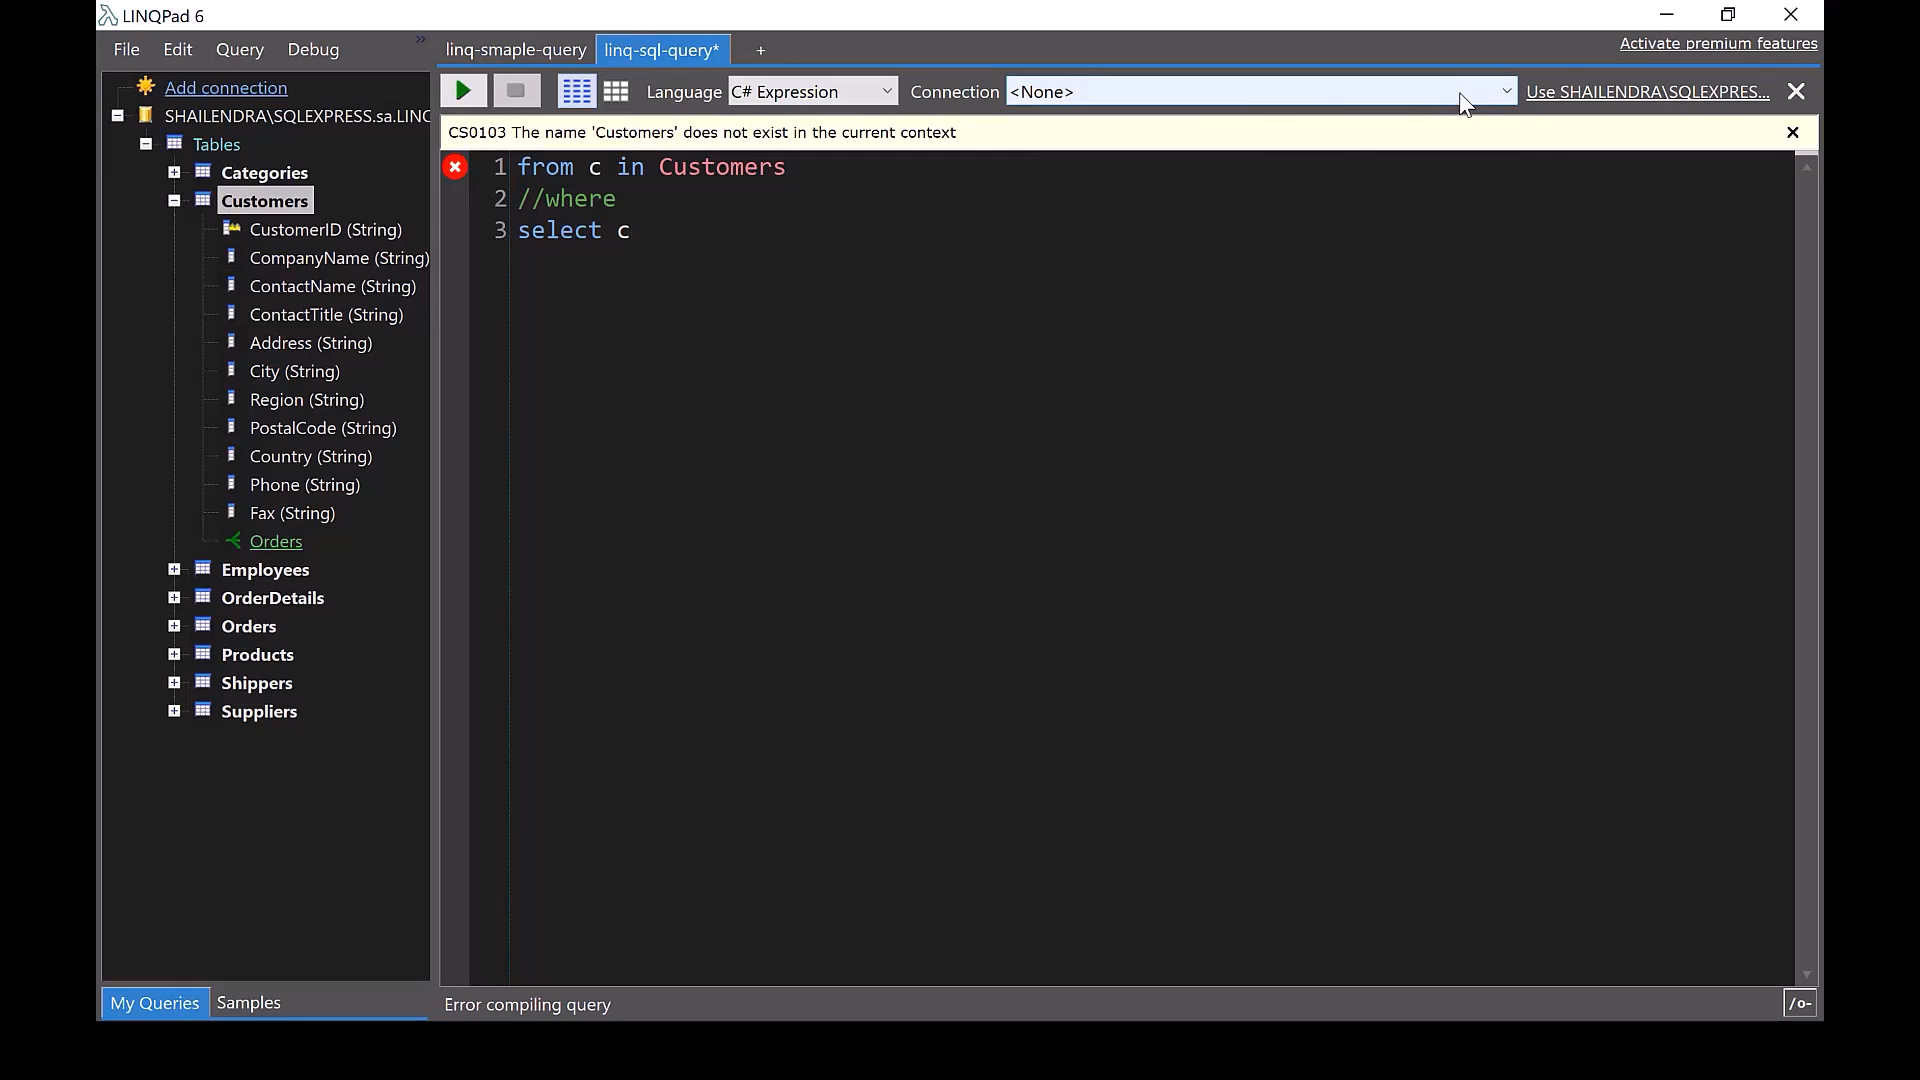 LINQPad 6
File Edit Query Debug »
linq-smaple-query linq-sql-query* +
Activate premium features
Language C# Expression Connection <None> Use SHAILENDRA\SQLEXPRES...
CS0103 The name 'Customers' does not exist in the current context
Add connection
SHAILENDRA\SQLEXPRESS.sa.LINQ
Tables
Categories
Customers
CustomerID (String)
CompanyName (String)
ContactName (String)
ContactTitle (String)
Address (String)
City (String)
Region (String)
PostalCode (String)
Country (String)
Phone (String)
Fax (String)
Orders
Employees
OrderDetails
Orders
Products
Shippers
Suppliers
1 from c in Customers
2 //where
3 select c
My Queries Samples
Error compiling query
/o-